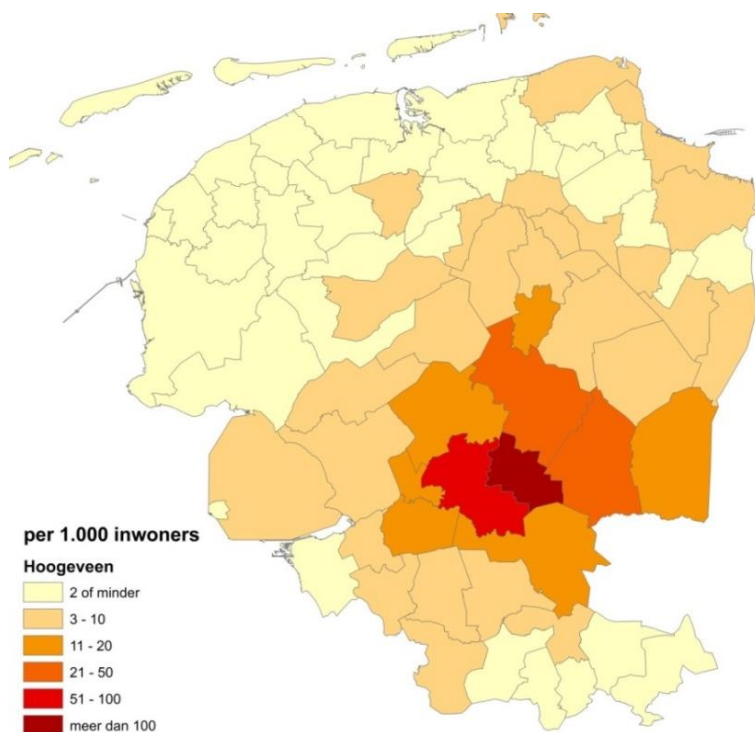 per 1.000 inwoners
Hoogeveen
2 of minder
3 - 10
11 - 20
21 - 50
51 - 100
meer dan 100